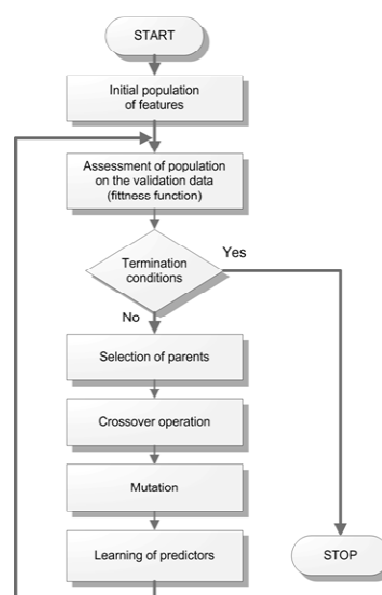 START
Initial population
of features
Assessment of population
on the validation data
(fittness function)
Termination
conditions
Yes
No
Selection of parents
Crossover operation
Mutation
Learning of predictors
STOP